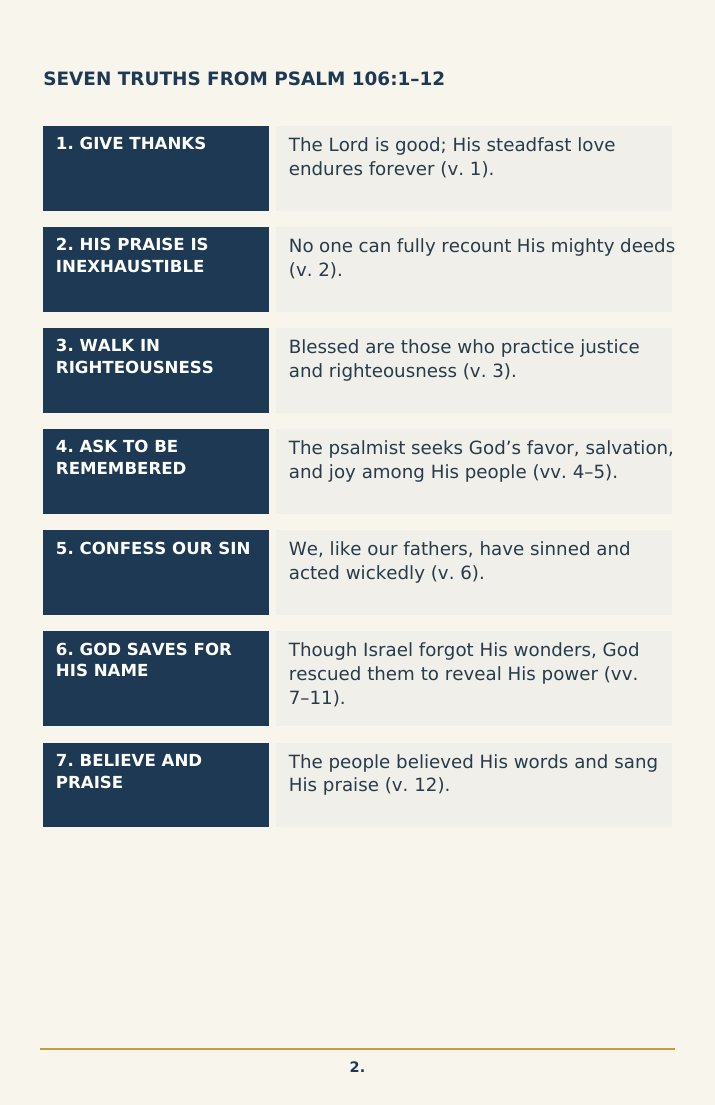 SEVEN TRUTHS FROM PSALM 106:1–12
1. GIVE THANKS
The Lord is good; His steadfast love
endures forever (v. 1).
2. HIS PRAISE IS
INEXHAUSTIBLE
No one can fully recount His mighty deeds
(v. 2).
3. WALK IN
RIGHTEOUSNESS
Blessed are those who practice justice
and righteousness (v. 3).
4. ASK TO BE
REMEMBERED
The psalmist seeks God’s favor, salvation,
and joy among His people (vv. 4–5).
5. CONFESS OUR SIN
We, like our fathers, have sinned and
acted wickedly (v. 6).
6. GOD SAVES FOR
HIS NAME
Though Israel forgot His wonders, God
rescued them to reveal His power (vv.
7–11).
7. BELIEVE AND
PRAISE
The people believed His words and sang
His praise (v. 12).
2.